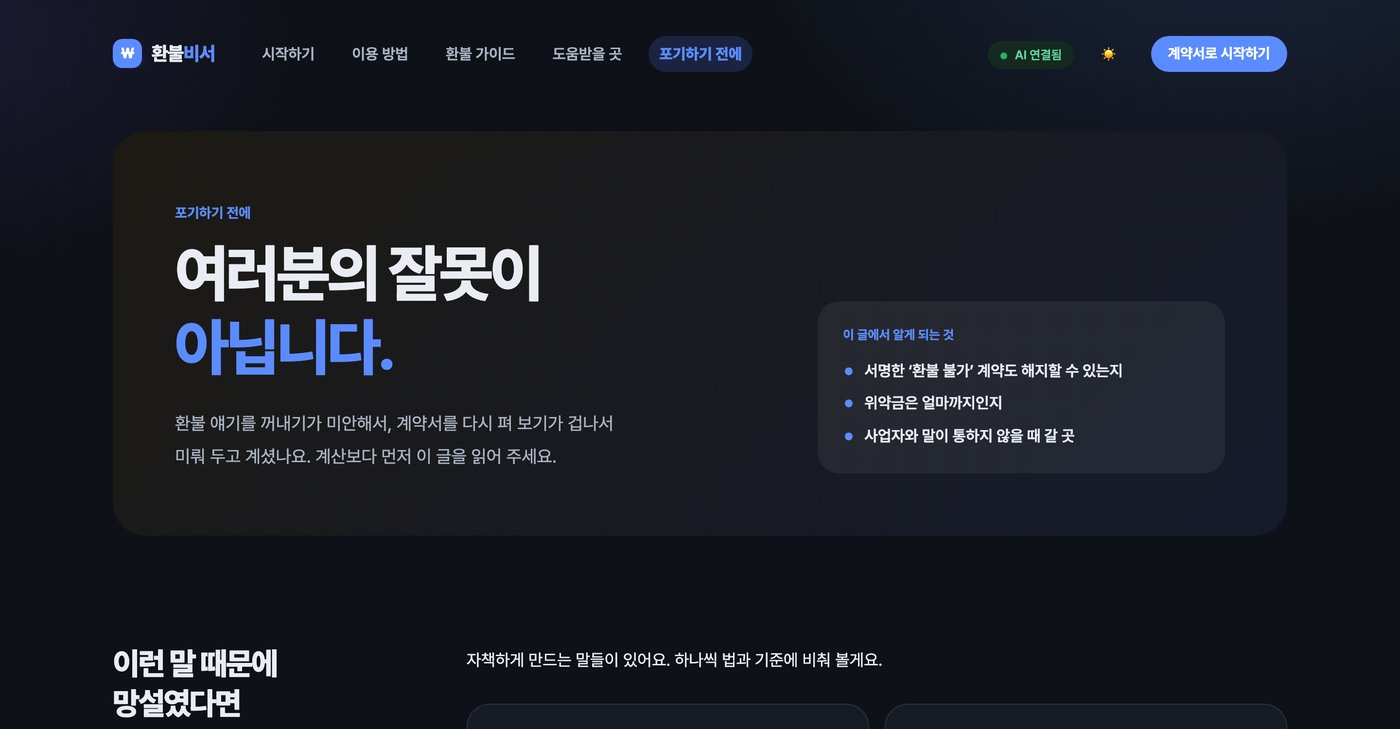 ₩ 환불비서
시작하기
이용 방법
환불 가이드
도움받을 곳
포기하기 전에
AI 연결됨
계약서로 시작하기
포기하기 전에
여러분의 잘못이
아닙니다.
환불 얘기를 꺼내기가 미안해서, 계약서를 다시 펴 보기가 겁나서
미뤄 두고 계셨나요. 계산보다 먼저 이 글을 읽어 주세요.
이 글에서 알게 되는 것
서명한 ‘환불 불가’ 계약도 해지할 수 있는지
위약금은 얼마까지인지
사업자와 말이 통하지 않을 때 갈 곳
이런 말 때문에
망설였다면
자책하게 만드는 말들이 있어요. 하나씩 법과 기준에 비춰 볼게요.